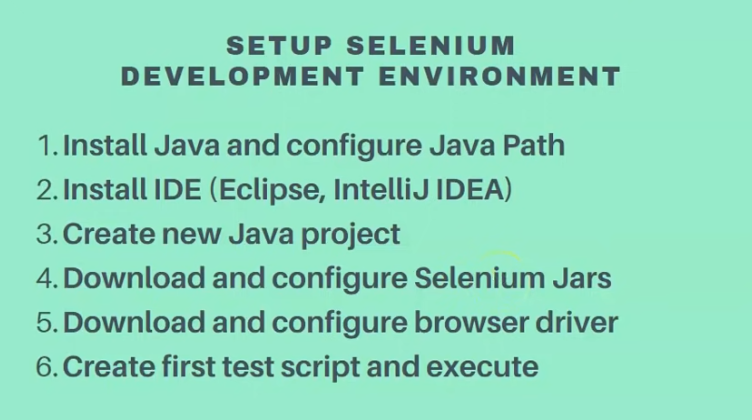 SETUP SELENIUM
DEVELOPMENT ENVIRONMENT
1. Install Java and configure Java Path
2. Install IDE (Eclipse, IntelliJ IDEA)
3. Create new Java project
4. Download and configure Selenium Jars
5. Download and configure browser driver
6. Create first test script and execute